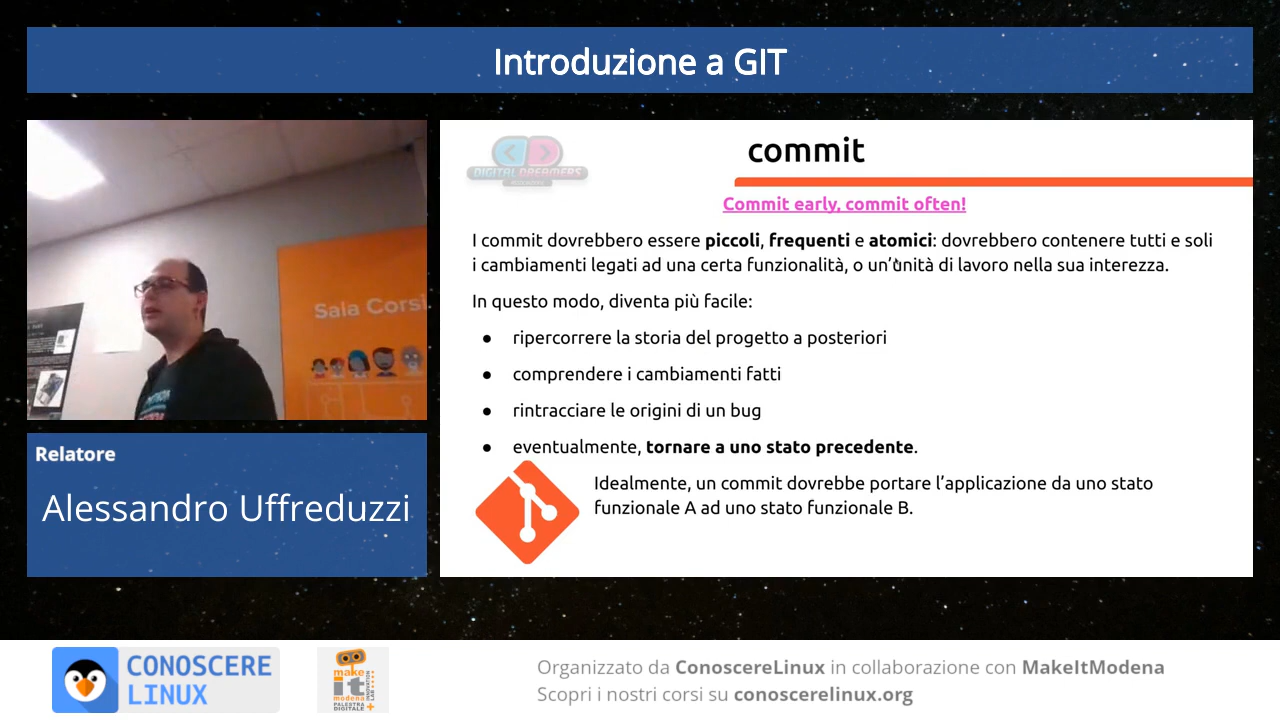 Introduzione a GIT
Sala Corsi
Relatore
Alessandro Uffreduzzi
DIGITAL DREAMERS
commit
Commit early, commit often!
I commit dovrebbero essere piccoli, frequenti e atomici: dovrebbero contenere tutti e soli
i cambiamenti legati ad una certa funzionalità, o un’unità di lavoro nella sua interezza.
In questo modo, diventa più facile:
● ripercorrere la storia del progetto a posteriori
● comprendere i cambiamenti fatti
● rintracciare le origini di un bug
● eventualmente, tornare a uno stato precedente.
Idealmente, un commit dovrebbe portare l’applicazione da uno stato
funzionale A ad uno stato funzionale B.
CONOSCERE
LINUX
make
it
modena
PALESTRA
DIGITALE
INNOVATION
LAB
Organizzato da ConoscereLinux in collaborazione con MakeItModena
Scopri i nostri corsi su conoscerelinux.org